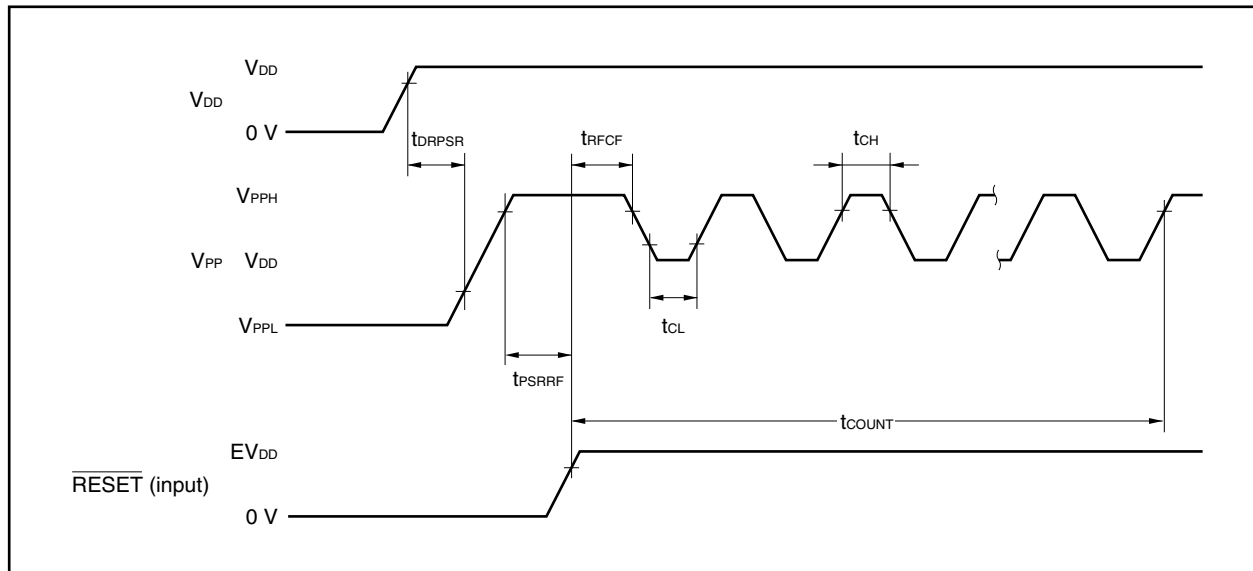 VDD
VDD
0 V
tDRPSR
tRFCF
tCH
VPPH
VPP VDD
tCL
VPPL
tPSRRF
tCOUNT
EVDD
RESET (input)
0 V